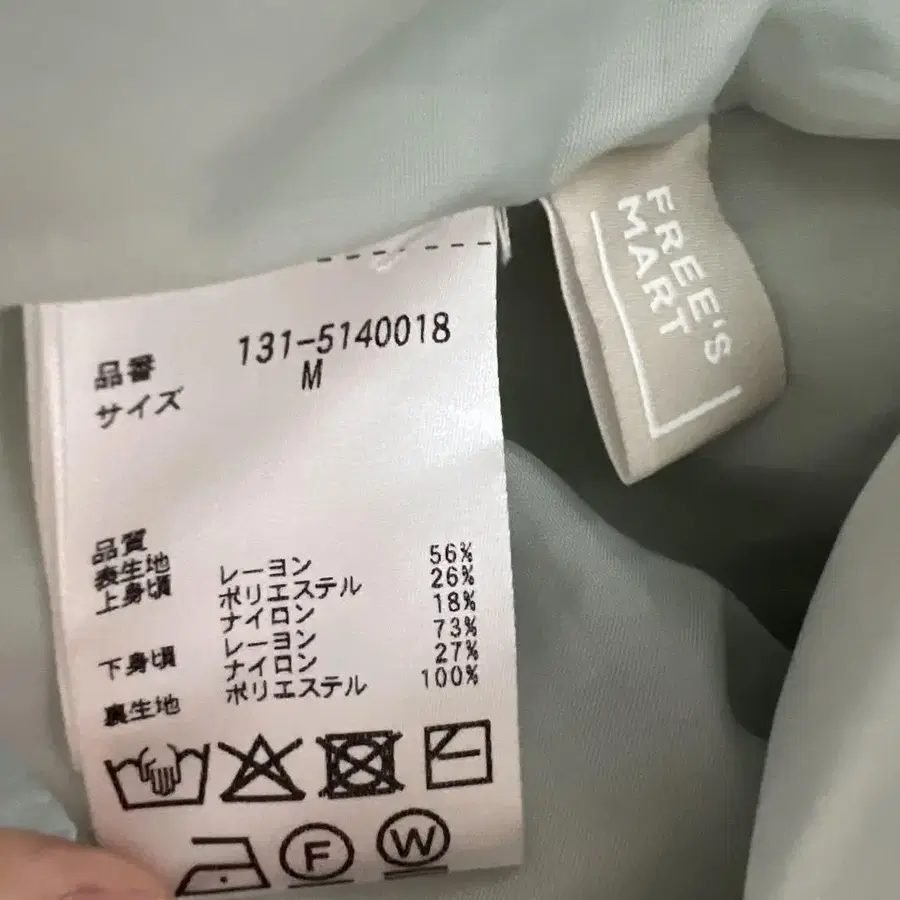 品番 131-5140018
サイズ M
品質
表生地
上身頃 レーヨン 56%
ポリエステル 26%
ナイロン 18%
下身頃 レーヨン 73%
ナイロン 27%
裏生地 ポリエステル 100%
F
W
FREE'S
MART